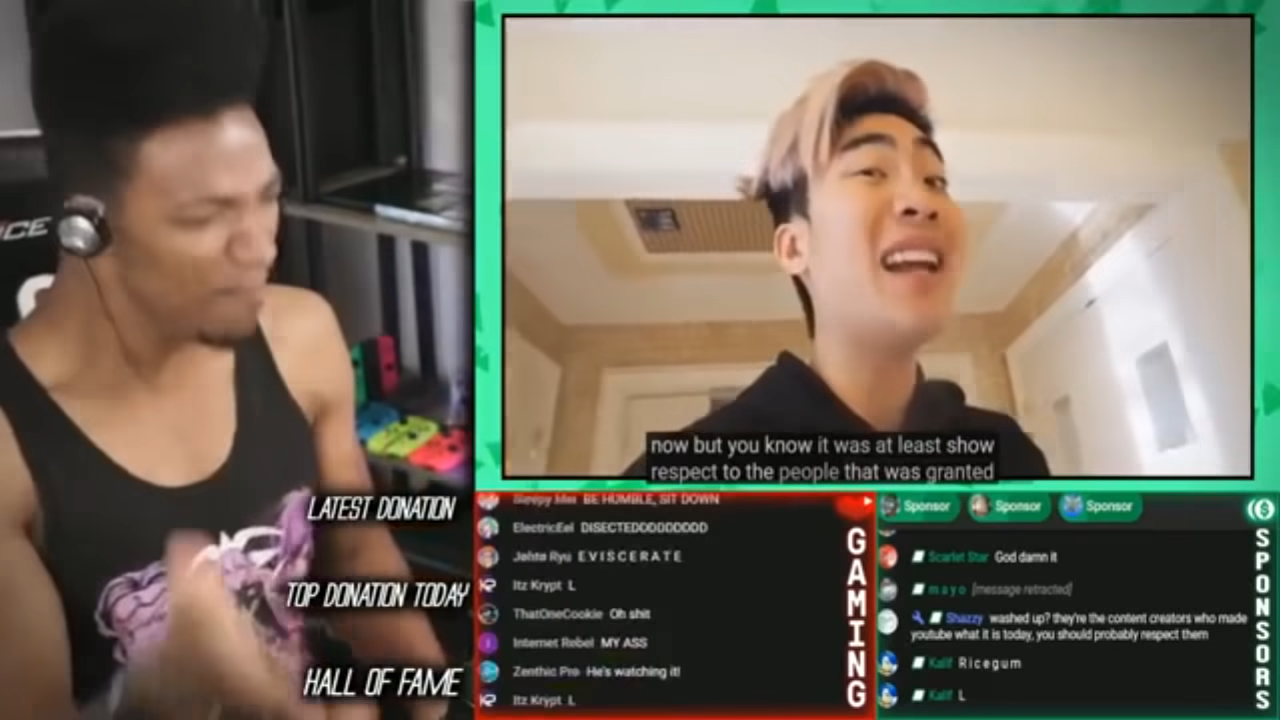 ICE
LATEST DONATION
TOP DONATION TODAY
HALL OF FAME
now but you know it was at least show
respect to the people that was granted
Sleepy Mei BE HUMBLE, SIT DOWN
ElectricEel DISECTEDDDDDDDDD
Jehte Ryu E V I S C E R A T E
Itz Krypt L
ThatOneCookie Oh shit
Internet Rebel MY ASS
Zenthic Pro He's watching it!
Itz Krypt L
GAMING
Sponsor Sponsor Sponsor
Scarlet Star God damn it
m a y o [message retracted]
Shazzy washed up? they're the content creators who made
youtube what it is today, you should probably respect them
Kalif R i c e g u m
Kalif L
SPONSORS